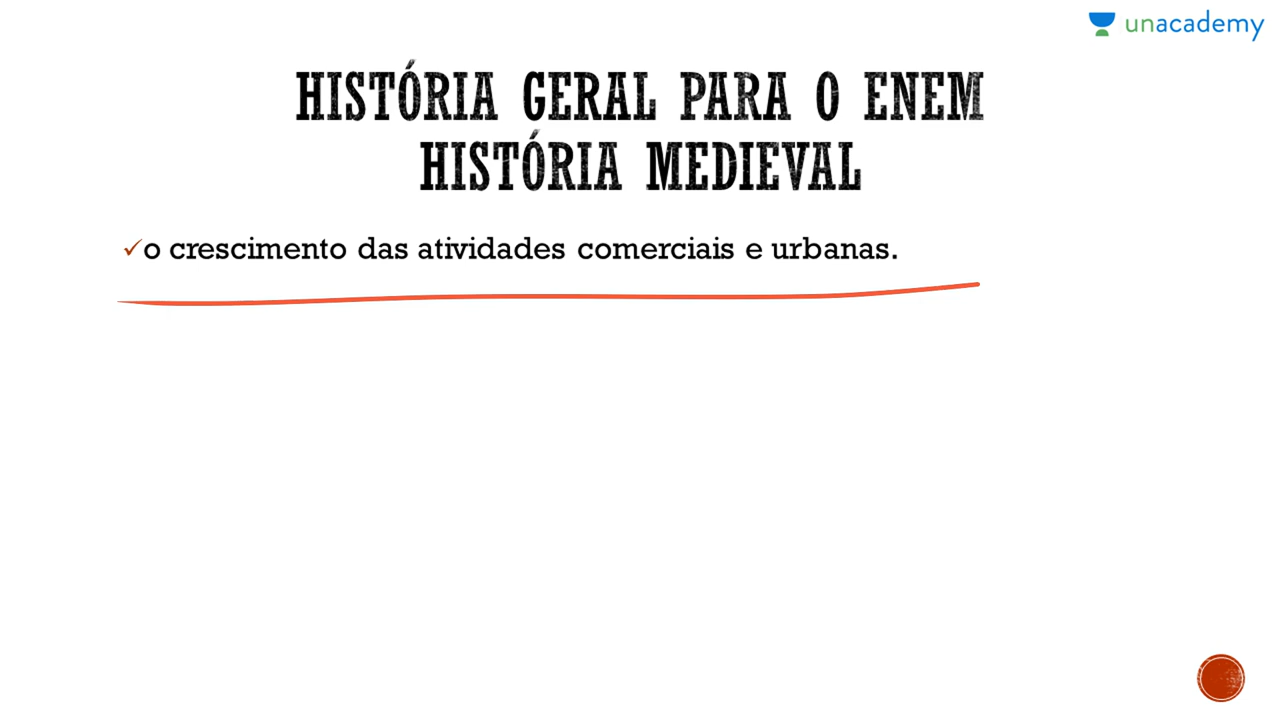 unacademy
HISTÓRIA GERAL PARA O ENEM
HISTÓRIA MEDIEVAL
✓o crescimento das atividades comerciais e urbanas.